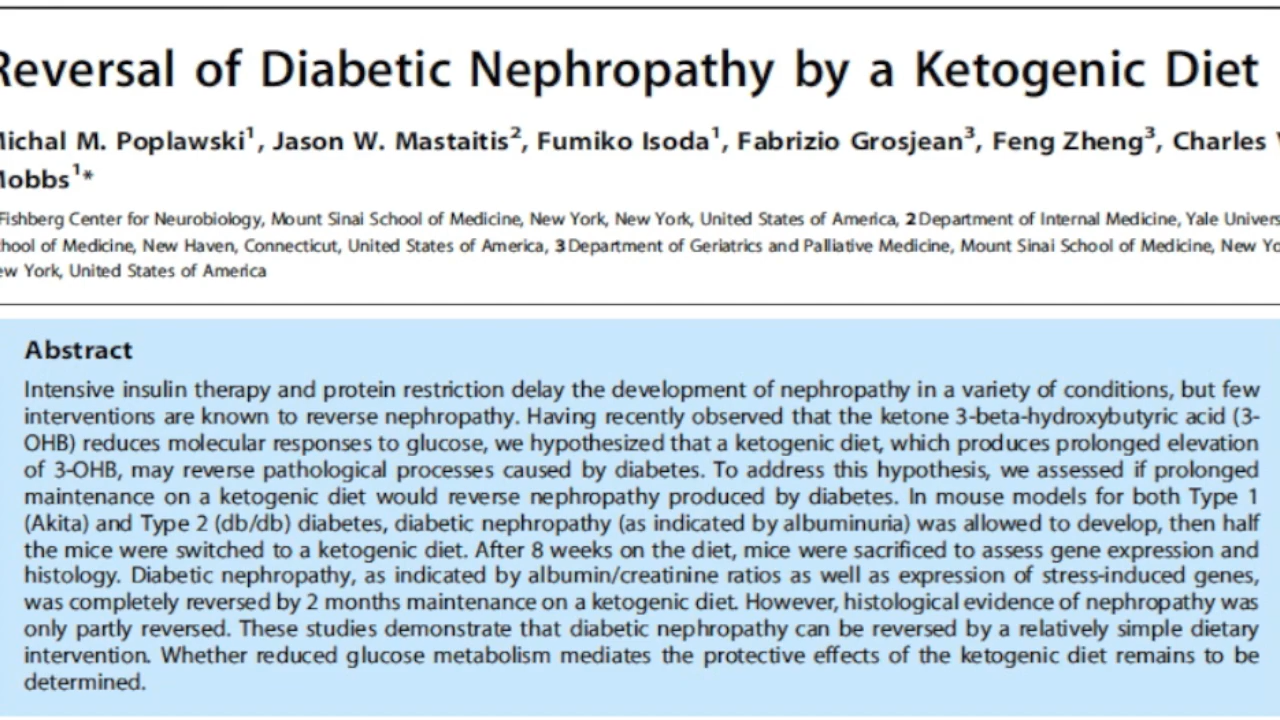 Reversal of Diabetic Nephropathy by a Ketogenic Diet
Michal M. Poplawski1, Jason W. Mastaitis2, Fumiko Isoda1, Fabrizio Grosjean3, Feng Zheng3, Charles
Mobbs1*
Fishberg Center for Neurobiology, Mount Sinai School of Medicine, New York, New York, United States of America, 2 Department of Internal Medicine, Yale Univers
chool of Medicine, New Haven, Connecticut, United States of America, 3 Department of Geriatrics and Palliative Medicine, Mount Sinai School of Medicine, New Yo
ew York, United States of America
Abstract
Intensive insulin therapy and protein restriction delay the development of nephropathy in a variety of conditions, but few
interventions are known to reverse nephropathy. Having recently observed that the ketone 3-beta-hydroxybutyric acid (3-
OHB) reduces molecular responses to glucose, we hypothesized that a ketogenic diet, which produces prolonged elevation
of 3-OHB, may reverse pathological processes caused by diabetes. To address this hypothesis, we assessed if prolonged
maintenance on a ketogenic diet would reverse nephropathy produced by diabetes. In mouse models for both Type 1
(Akita) and Type 2 (db/db) diabetes, diabetic nephropathy (as indicated by albuminuria) was allowed to develop, then half
the mice were switched to a ketogenic diet. After 8 weeks on the diet, mice were sacrificed to assess gene expression and
histology. Diabetic nephropathy, as indicated by albumin/creatinine ratios as well as expression of stress-induced genes,
was completely reversed by 2 months maintenance on a ketogenic diet. However, histological evidence of nephropathy was
only partly reversed. These studies demonstrate that diabetic nephropathy can be reversed by a relatively simple dietary
intervention. Whether reduced glucose metabolism mediates the protective effects of the ketogenic diet remains to be
determined.